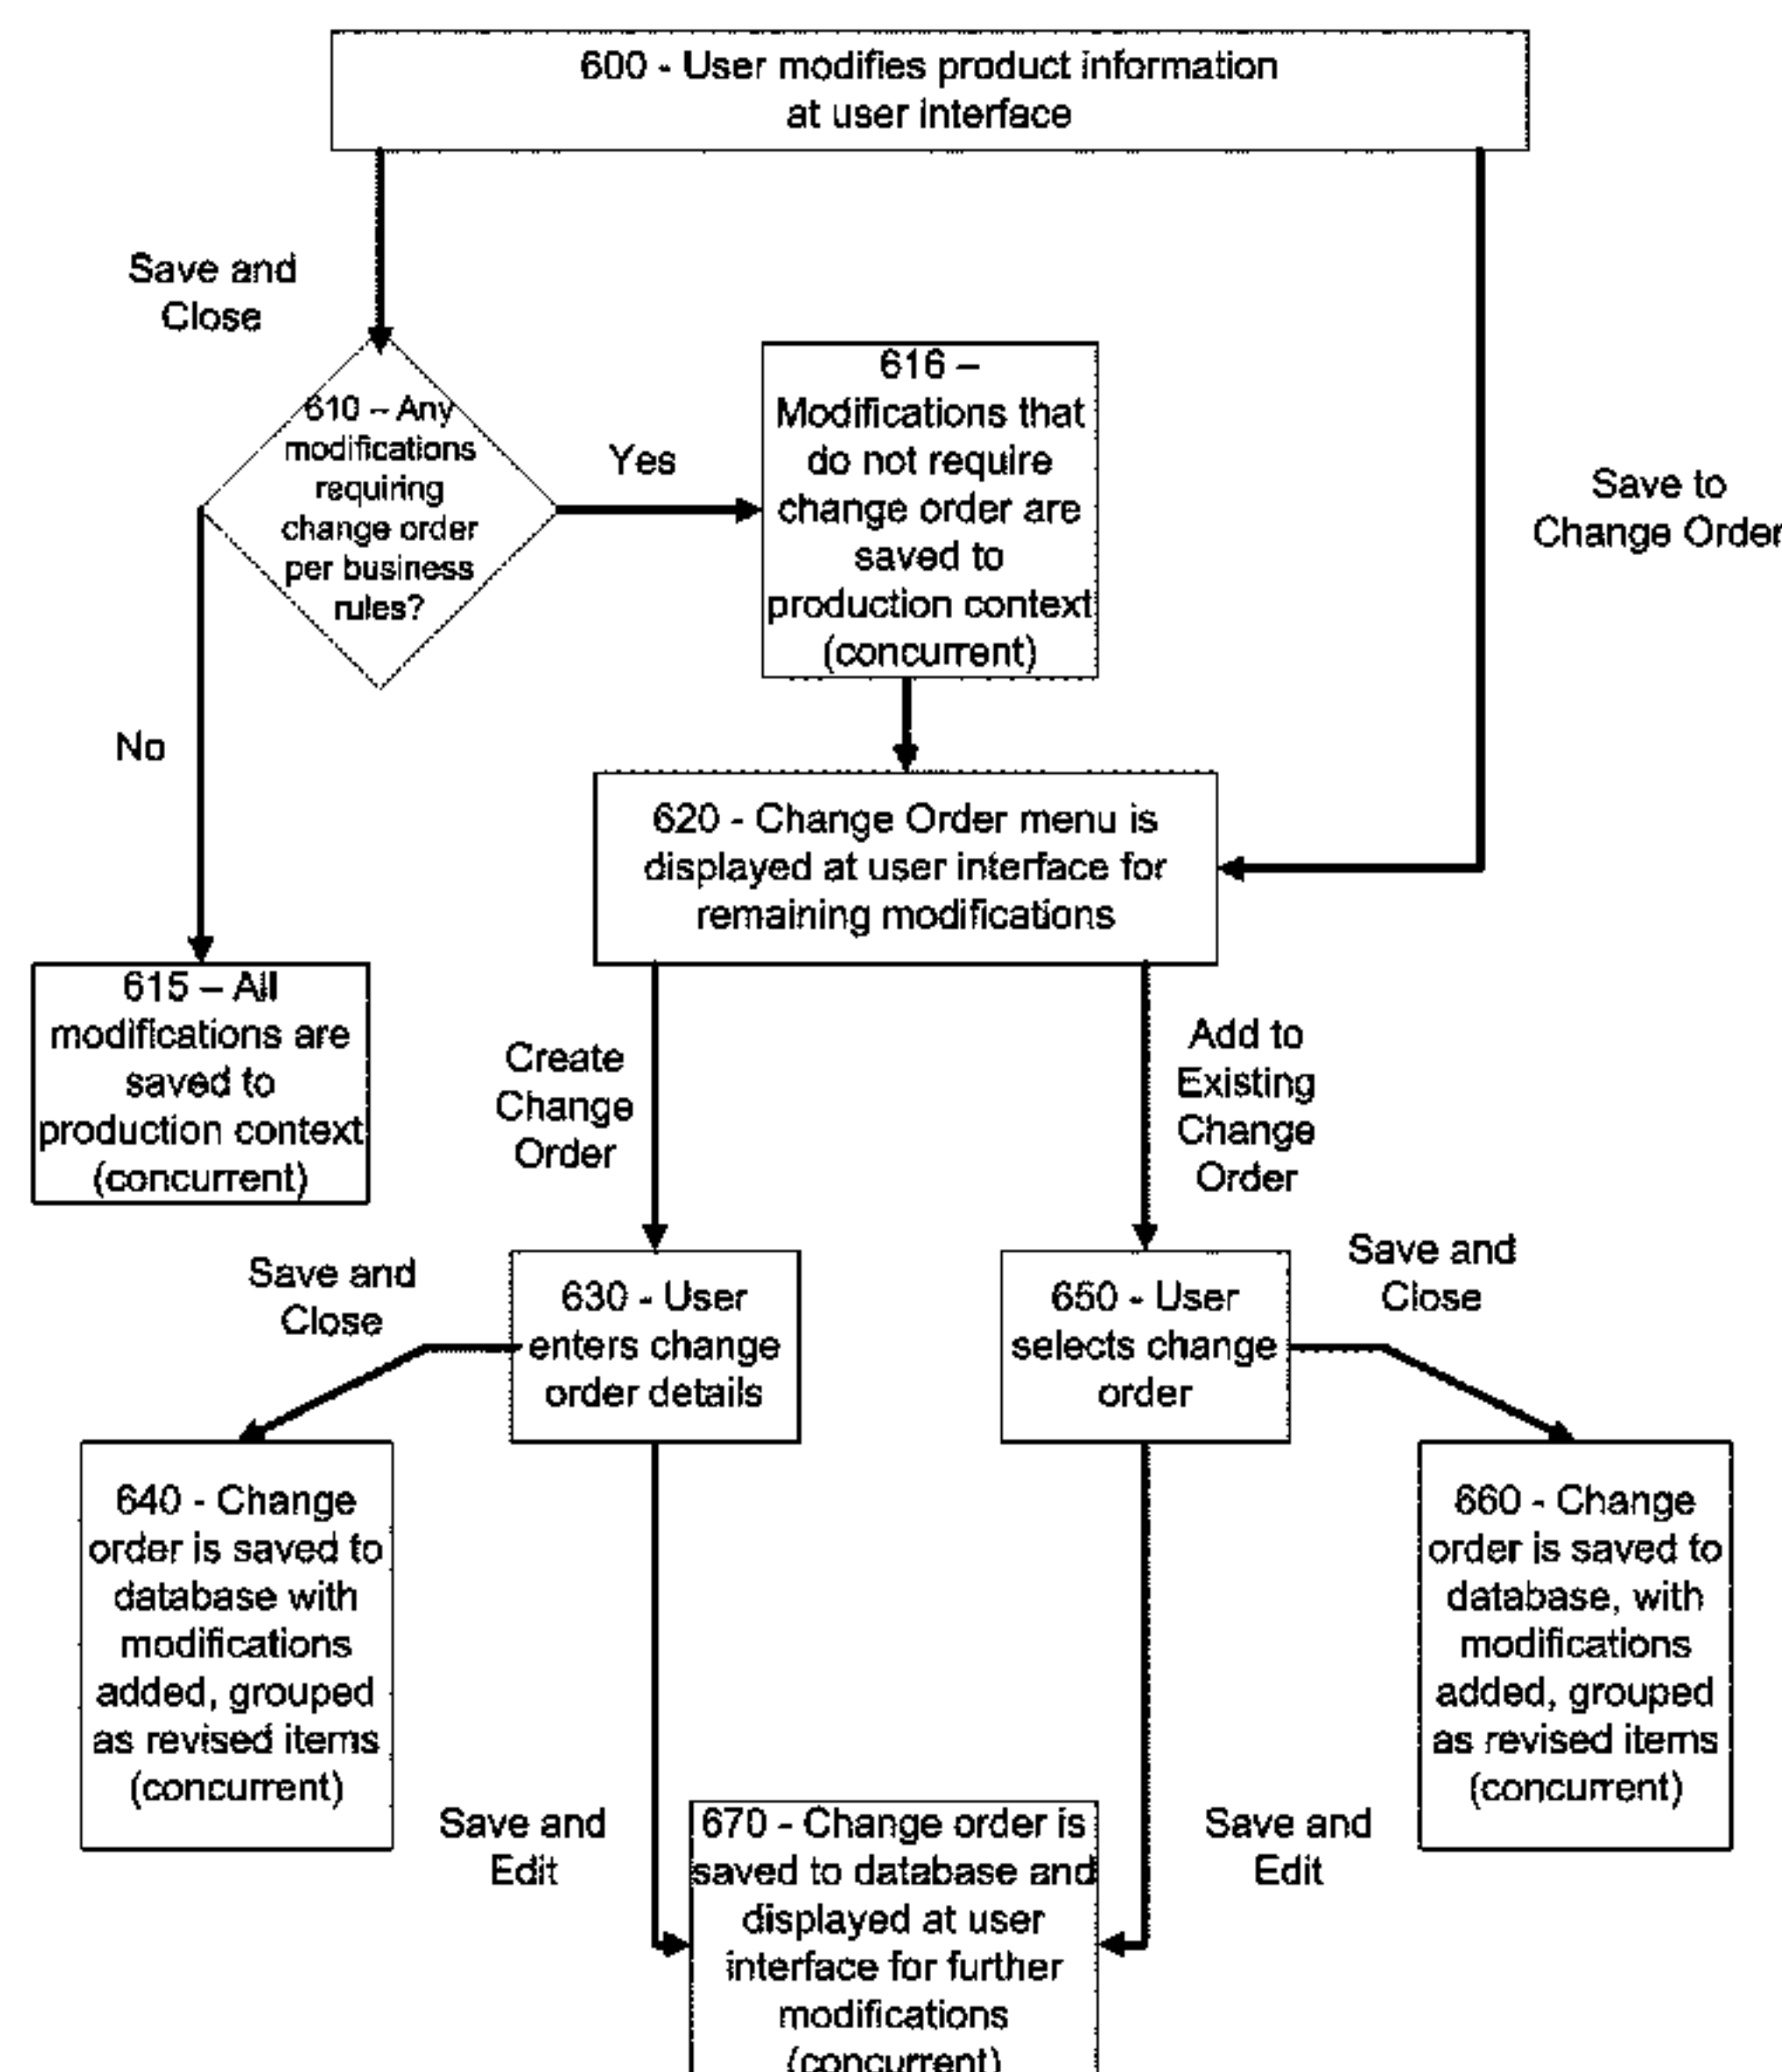 600 - User modifies product information
at user interface
Save and
Close
610 – Any
modifications
requiring
change order
per business
rules?
Yes
616 –
Modifications that
do not require
change order are
saved to
production context
(concurrent)
Save to
Change Order
No
620 - Change Order menu is
displayed at user interface for
remaining modifications
615 – All
modifications are
saved to
production context
(concurrent)
Create
Change
Order
Add to
Existing
Change
Order
Save and
Close
630 - User
enters change
order details
650 - User
selects change
order
Save and
Close
640 - Change
order is saved to
database with
modifications
added, grouped
as revised items
(concurrent)
660 - Change
order is saved to
database, with
modifications
added, grouped
as revised items
(concurrent)
Save and
Edit
670 - Change order is
saved to database and
displayed at user
interface for further
modifications
(concurrent)
Save and
Edit